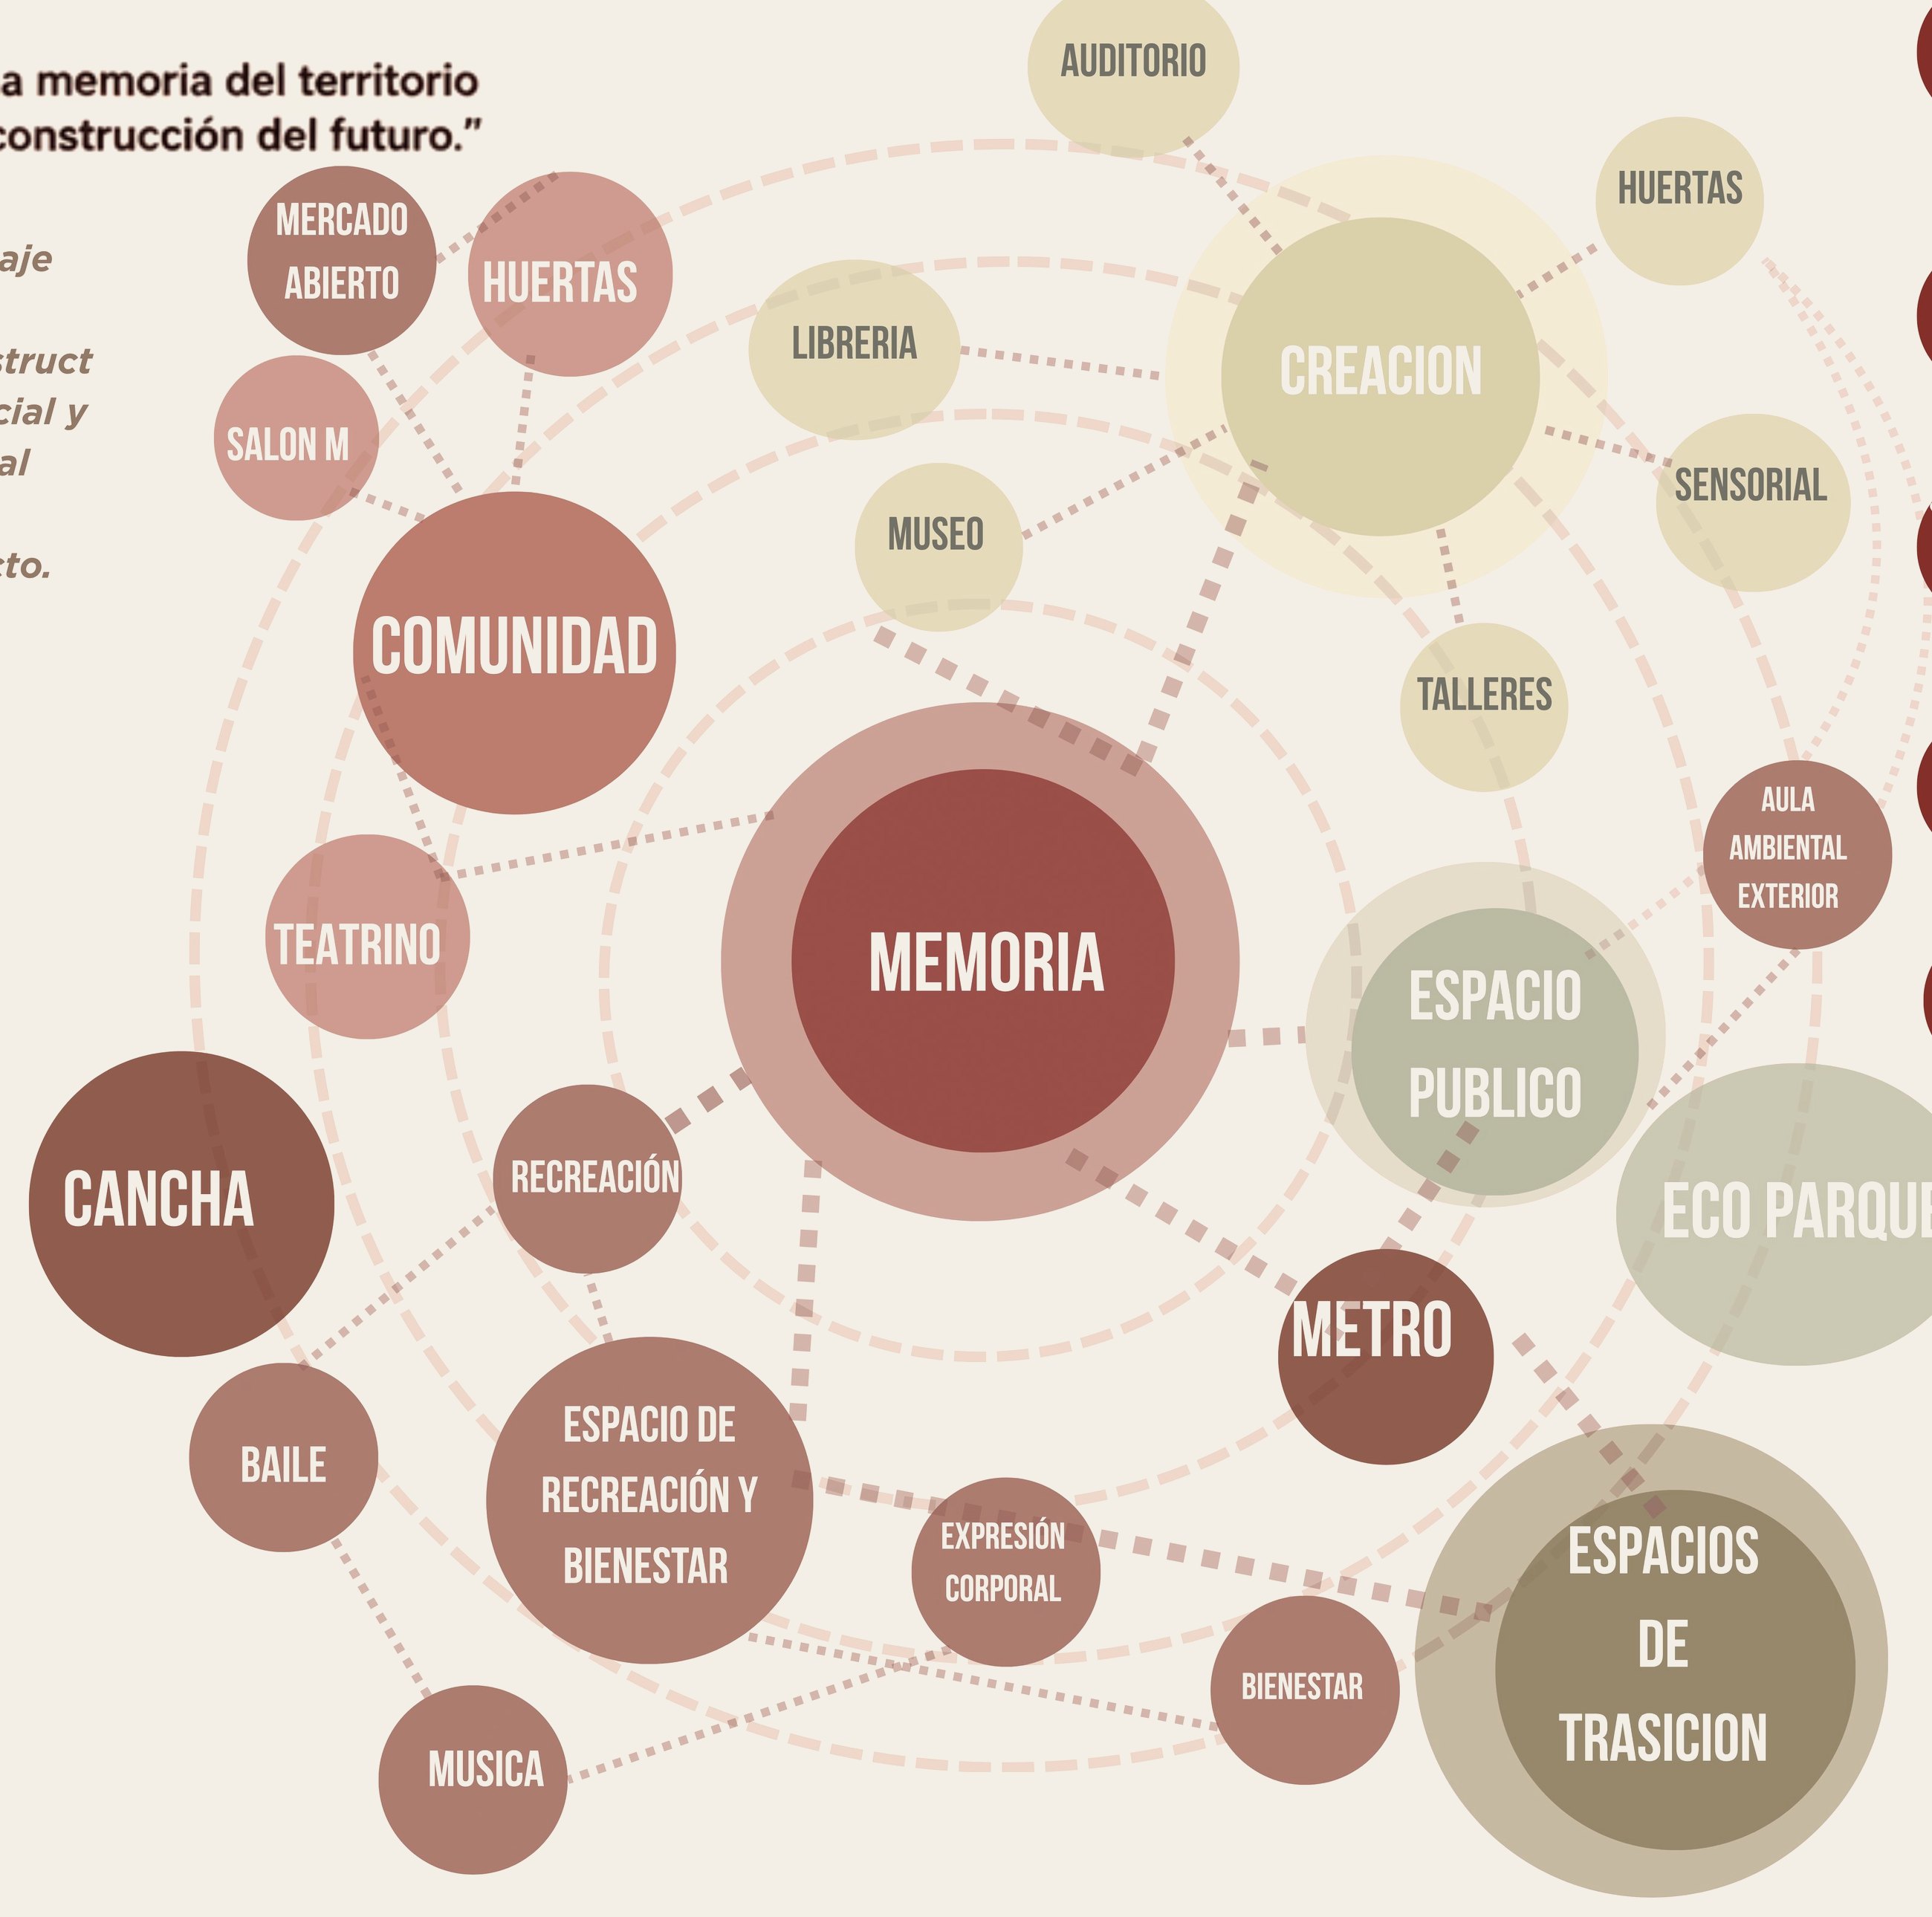 a memoria del territorio
construcción del futuro.”
aje
struct
cial y
al
cto.
AUDITORIO
HUERTAS
MERCADO
ABIERTO
HUERTAS
LIBRERIA
CREACION
SALON M
SENSORIAL
MUSEO
COMUNIDAD
TALLERES
AULA
AMBIENTAL
EXTERIOR
TEATRINO
MEMORIA
ESPACIO
PUBLICO
CANCHA
RECREACIÓN
ECO PARQUE
METRO
BAILE
ESPACIO DE
RECREACIÓN Y
BIENESTAR
EXPRESIÓN
CORPORAL
ESPACIOS
DE
TRASICION
BIENESTAR
MUSICA